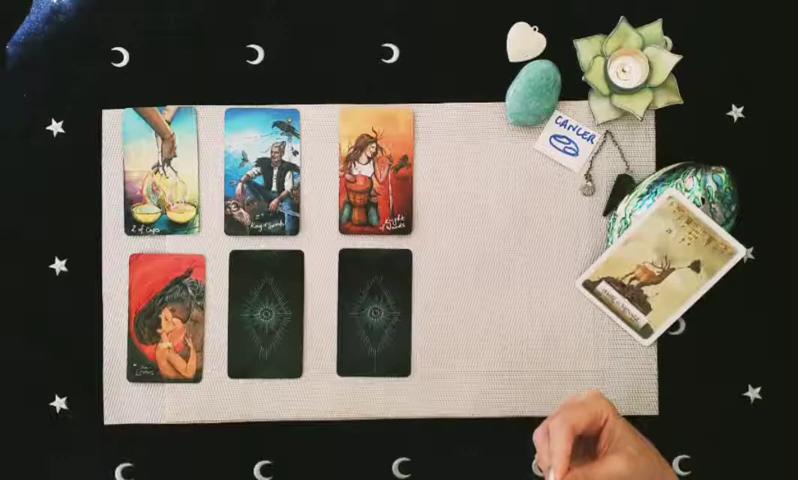 CANCER
2 of Cups
King of Swords
Knight
of Wands
The
Lovers